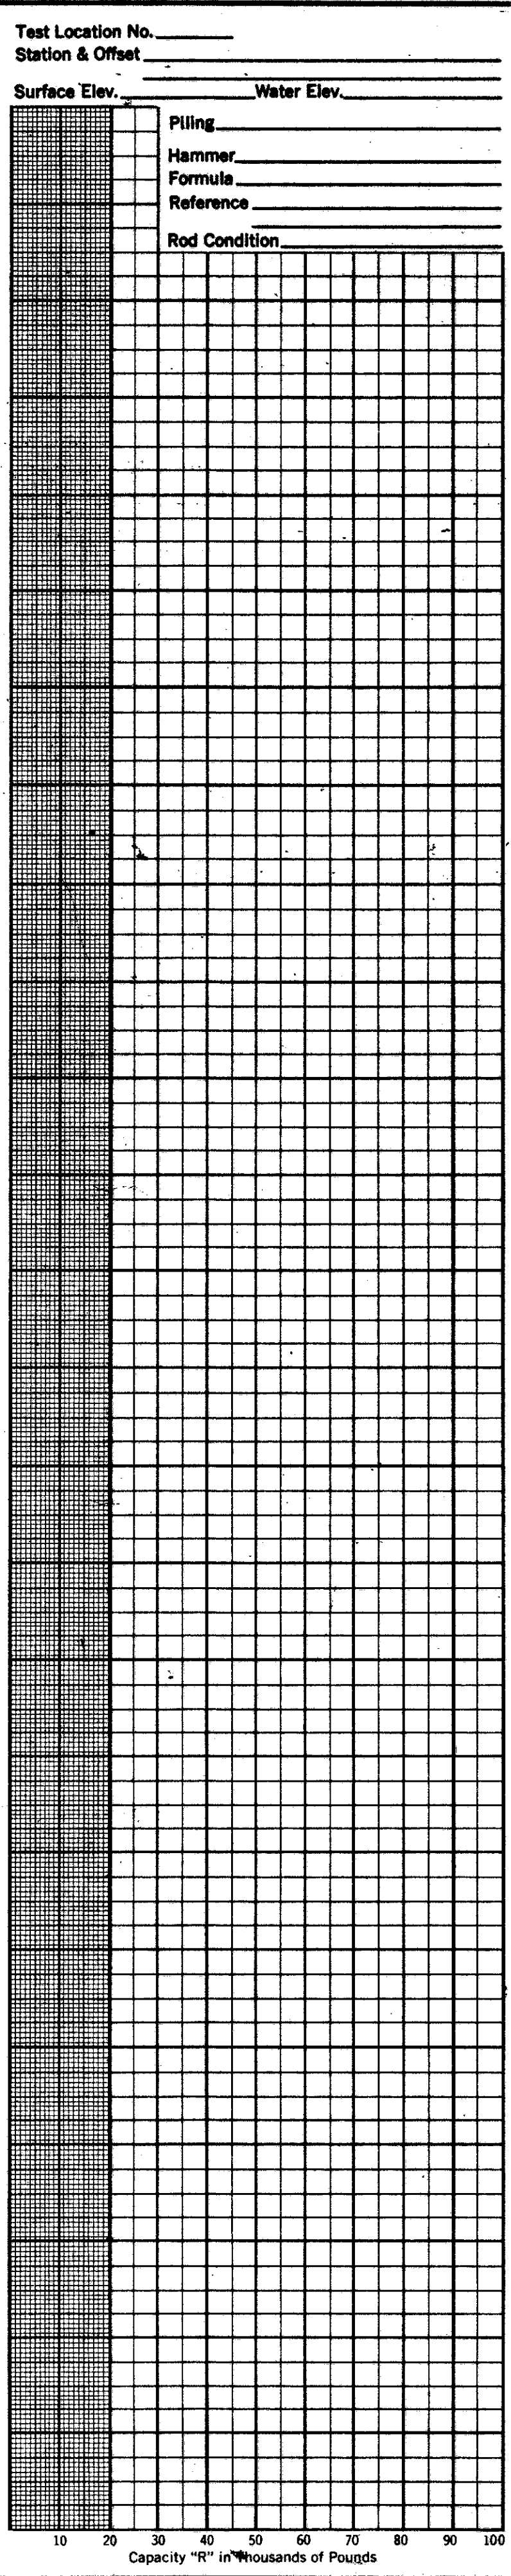 Test Location No.
Station & Offset
Surface Elev. Water Elev.
Piling
Hammer
Formula
Reference
Rod Condition
10 20 30 40 50 60 70 80 90 100
Capacity "R" in Thousands of Pounds